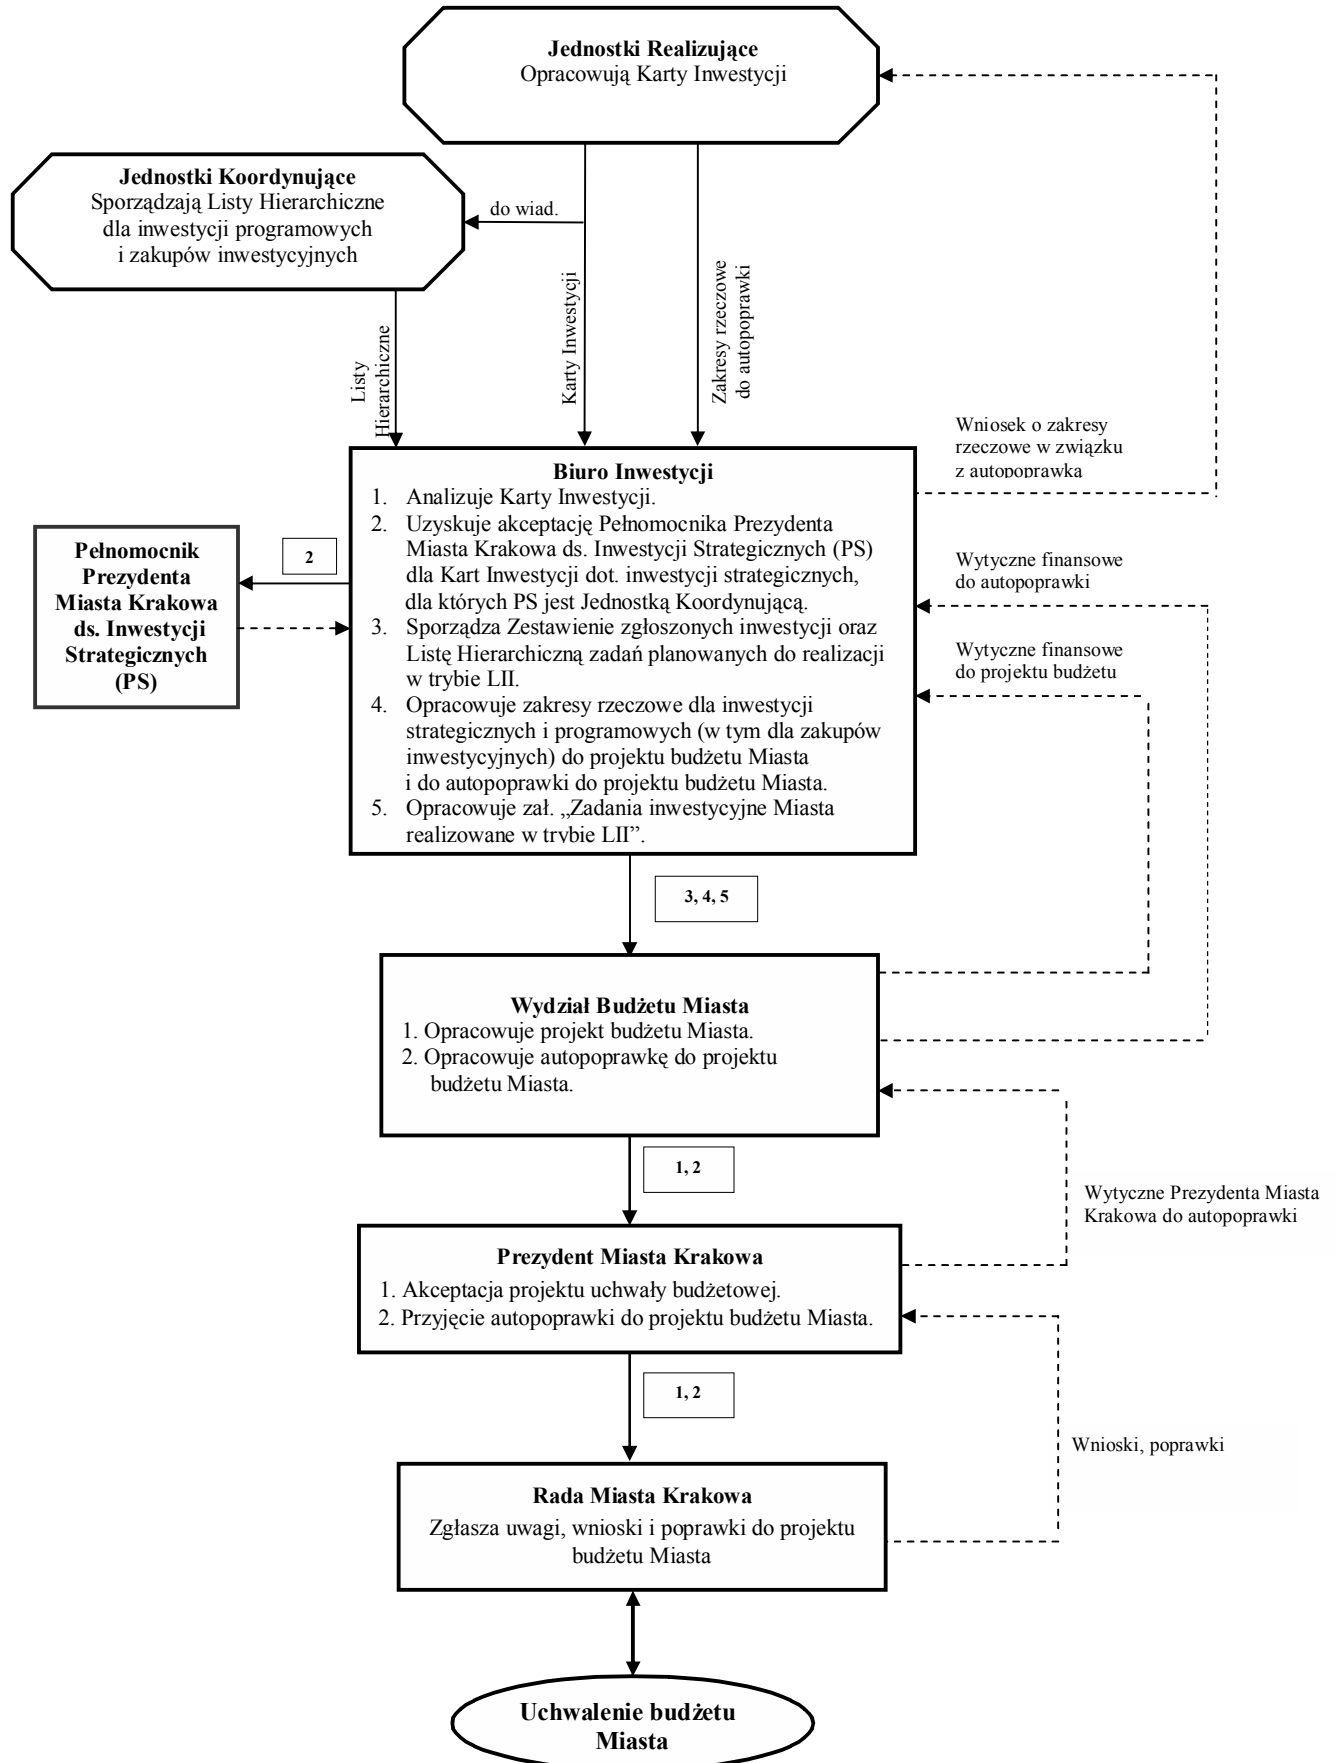 Jednostki Realizujące
Opracowują Karty Inwestycji
Jednostki Koordynujące
Sporządzają Listy Hierarchiczne
dla inwestycji programowych
i zakupów inwestycyjnych
do wiad.
Listy
Hierarchiczne
Karty Inwestycji
Zakresy rzeczowe
do autopoprawki
Wniosek o zakresy
rzeczowe w związku
z autopoprawka
Biuro Inwestycji
1. Analizuje Karty Inwestycji.
2. Uzyskuje akceptację Pełnomocnika Prezydenta
Miasta Krakowa ds. Inwestycji Strategicznych (PS)
dla Kart Inwestycji dot. inwestycji strategicznych,
dla których PS jest Jednostką Koordynującą.
3. Sporządza Zestawienie zgłoszonych inwestycji oraz
Listę Hierarchiczną zadań planowanych do realizacji
w trybie LII.
4. Opracowuje zakresy rzeczowe dla inwestycji
strategicznych i programowych (w tym dla zakupów
inwestycyjnych) do projektu budżetu Miasta
i do autopoprawki do projektu budżetu Miasta.
5. Opracowuje zał. „Zadania inwestycyjne Miasta
realizowane w trybie LII”.
2
Pełnomocnik
Prezydenta
Miasta Krakowa
ds. Inwestycji
Strategicznych
(PS)
Wytyczne finansowe
do autopoprawki
Wytyczne finansowe
do projektu budżetu
3, 4, 5
Wydział Budżetu Miasta
1. Opracowuje projekt budżetu Miasta.
2. Opracowuje autopoprawkę do projektu
budżetu Miasta.
1, 2
Wytyczne Prezydenta Miasta
Krakowa do autopoprawki
Prezydent Miasta Krakowa
1. Akceptacja projektu uchwały budżetowej.
2. Przyjęcie autopoprawki do projektu budżetu Miasta.
1, 2
Wnioski, poprawki
Rada Miasta Krakowa
Zgłasza uwagi, wnioski i poprawki do projektu
budżetu Miasta
Uchwalenie budżetu
Miasta